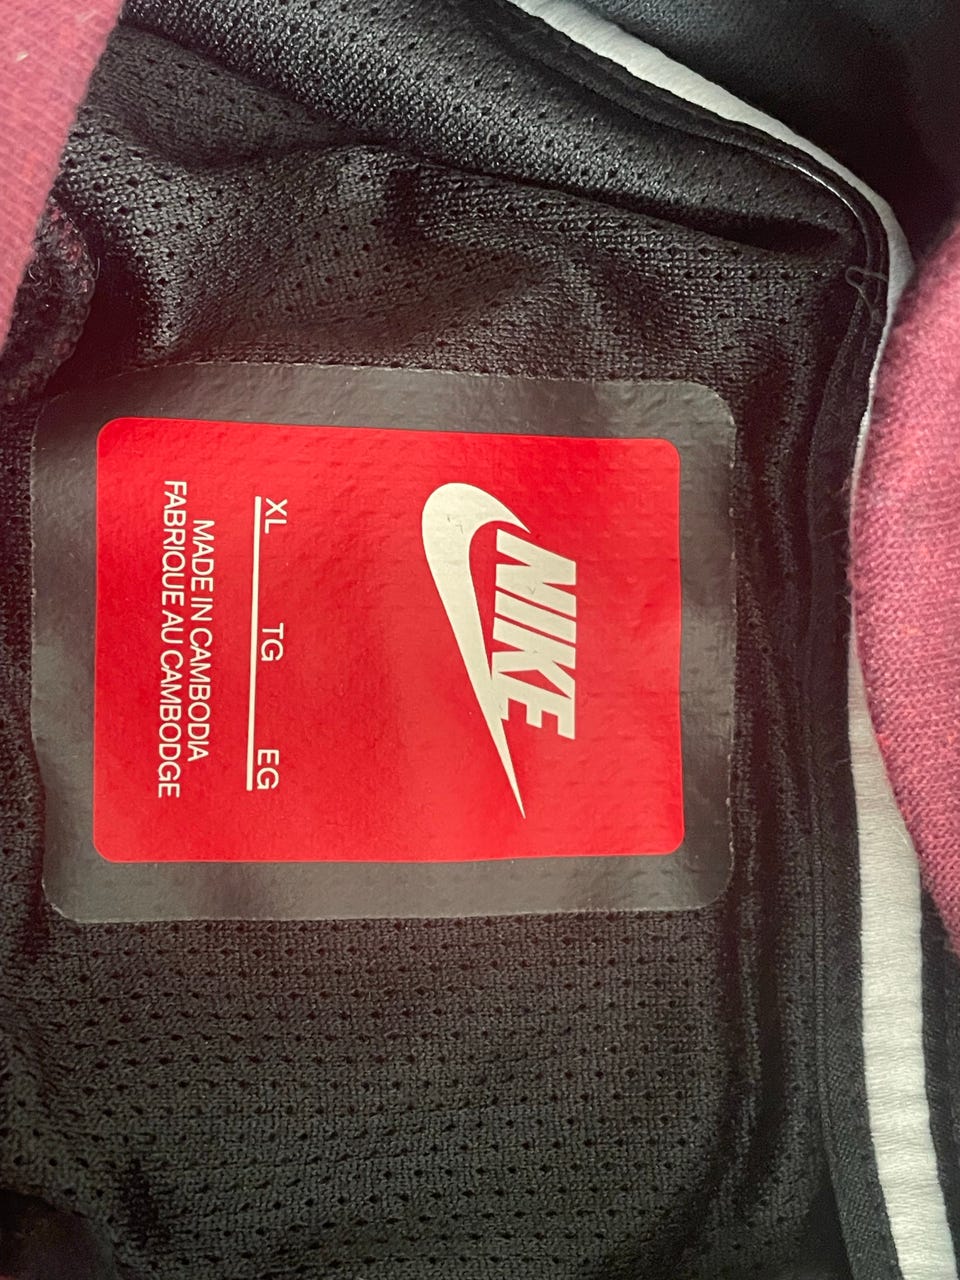 NIKE
XL TG EG
MADE IN CAMBODIA
FABRIQUE AU CAMBODGE